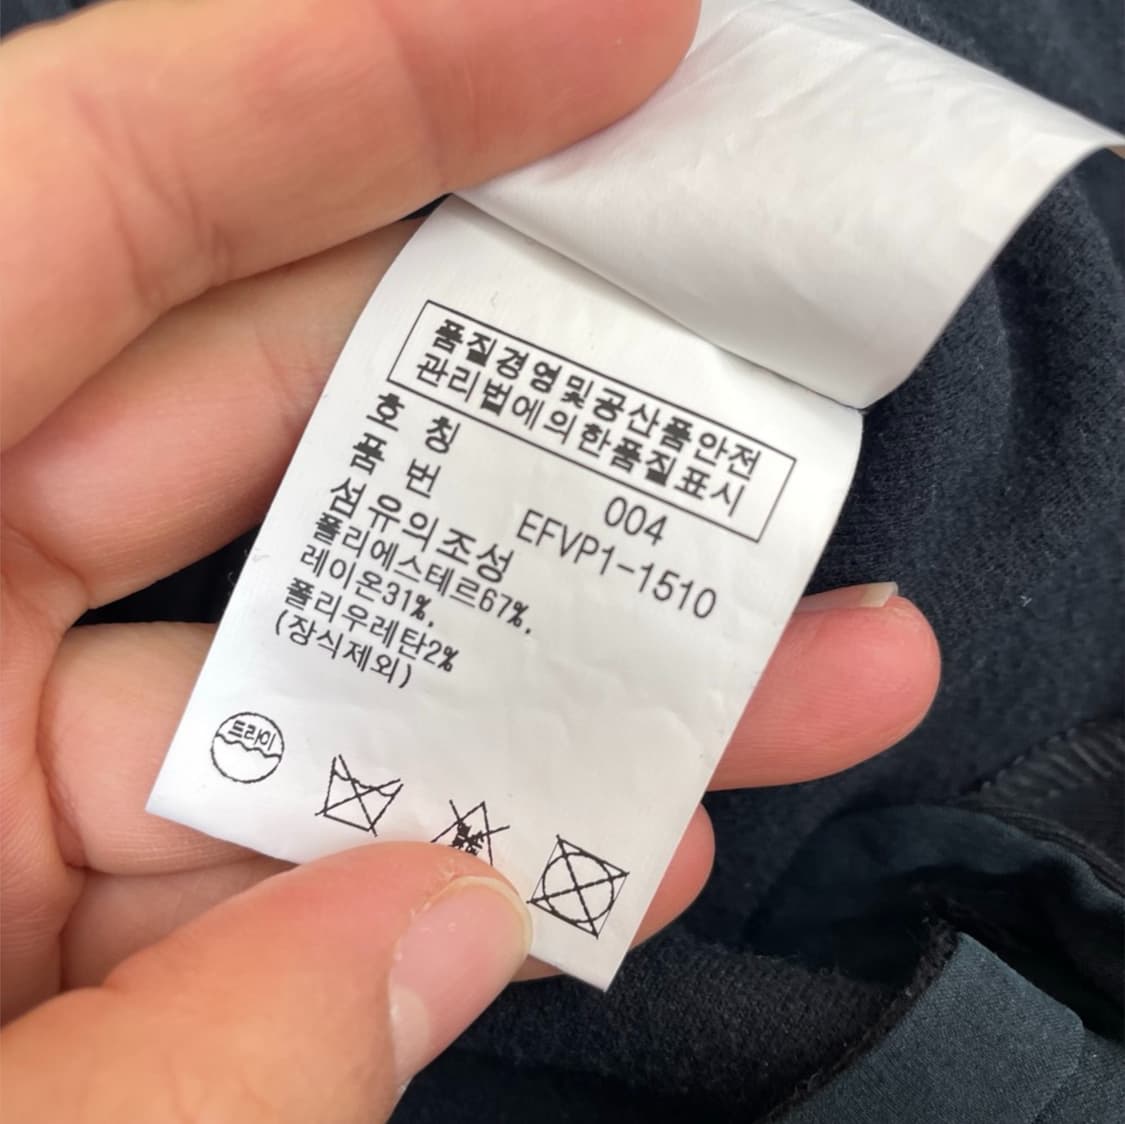 품질경영및공산품안전
관리법에의한품질표시
호 칭 004
품 번 EFVP1-1510
섬유의조성
폴리에스테르67%,
레이온31%,
폴리우레탄2%
(장식제외)
드라이